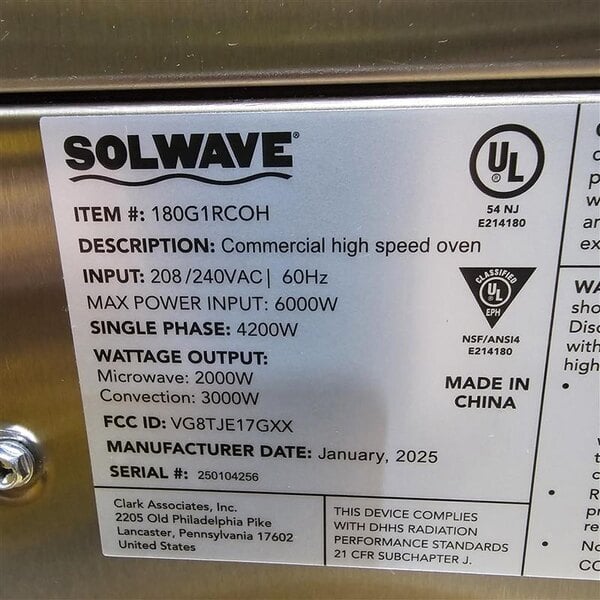 SOLWAVE®
ITEM #: 180G1RCOH
DESCRIPTION: Commercial high speed oven
INPUT: 208/240VAC| 60Hz
MAX POWER INPUT: 6000W
SINGLE PHASE: 4200W
WATTAGE OUTPUT:
Microwave: 2000W
Convection: 3000W
FCC ID: VG8TJE17GXX
MANUFACTURER DATE: January, 2025
SERIAL #: 250104256
UL®
54 NJ
E214180
CLASSIFIED
UL®
EPH
NSF/ANSI4
E214180
MADE IN
CHINA
Clark Associates, Inc.
2205 Old Philadelphia Pike
Lancaster, Pennsylvania 17602
United States
THIS DEVICE COMPLIES
WITH DHHS RADIATION
PERFORMANCE STANDARDS
21 CFR SUBCHAPTER J.